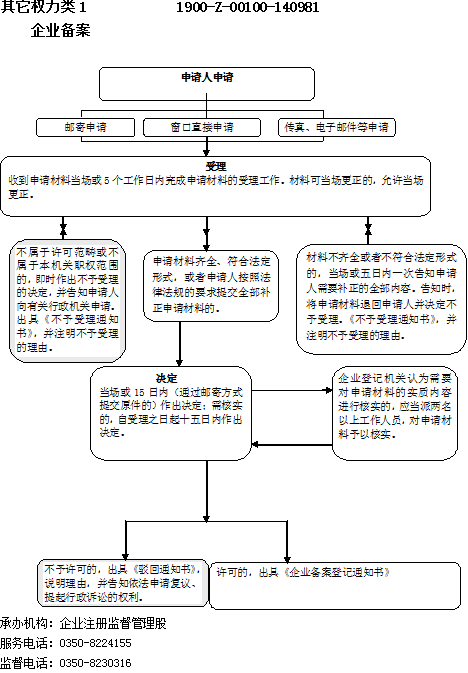 其它权力类 1 1900-Z-00100-140981
企业备案
申请人申请
邮寄申请
窗口直接申请
传真、电子邮件等申请
受理
收到申请材料当场或 5 个工作日内完成申请材料的受理工作。材料可当场更正的，允许当场
更正。
不属于许可范畴或不
属于本机关职权范围
的，即时作出不予受理
的决定，并告知申请人
向有关行政机关申请。
出具《不予受理通知
书》，并注明不予受理
的理由。
申请材料齐全、符合法定
形式，或者申请人按照法
律法规的要求提交全部补
正申请材料的。
材料不齐全或者不符合法定形式
的，当场或五日内一次告知申请
人需要补正的全部内容。告知时，
将申请材料退回申请人并决定不
予受理。《不予受理通知书》，并
注明不予受理的理由。
决定
当场或 15 日内（通过邮寄方式
提交原件的）作出决定；需核实
的，自受理之日起十五日内作出
决定。
企业登记机关认为需要
对申请材料的实质内容
进行核实的，应当派两名
以上工作人员，对申请材
料予以核实。
不予许可的，出具《驳回通知书》，
说明理由，并告知依法申请复议、
提起行政诉讼的权利。
许可的，出具《企业备案登记通知书》
承办机构：企业注册监督管理股
服务电话：0350-8224155
监督电话：0350-8230316